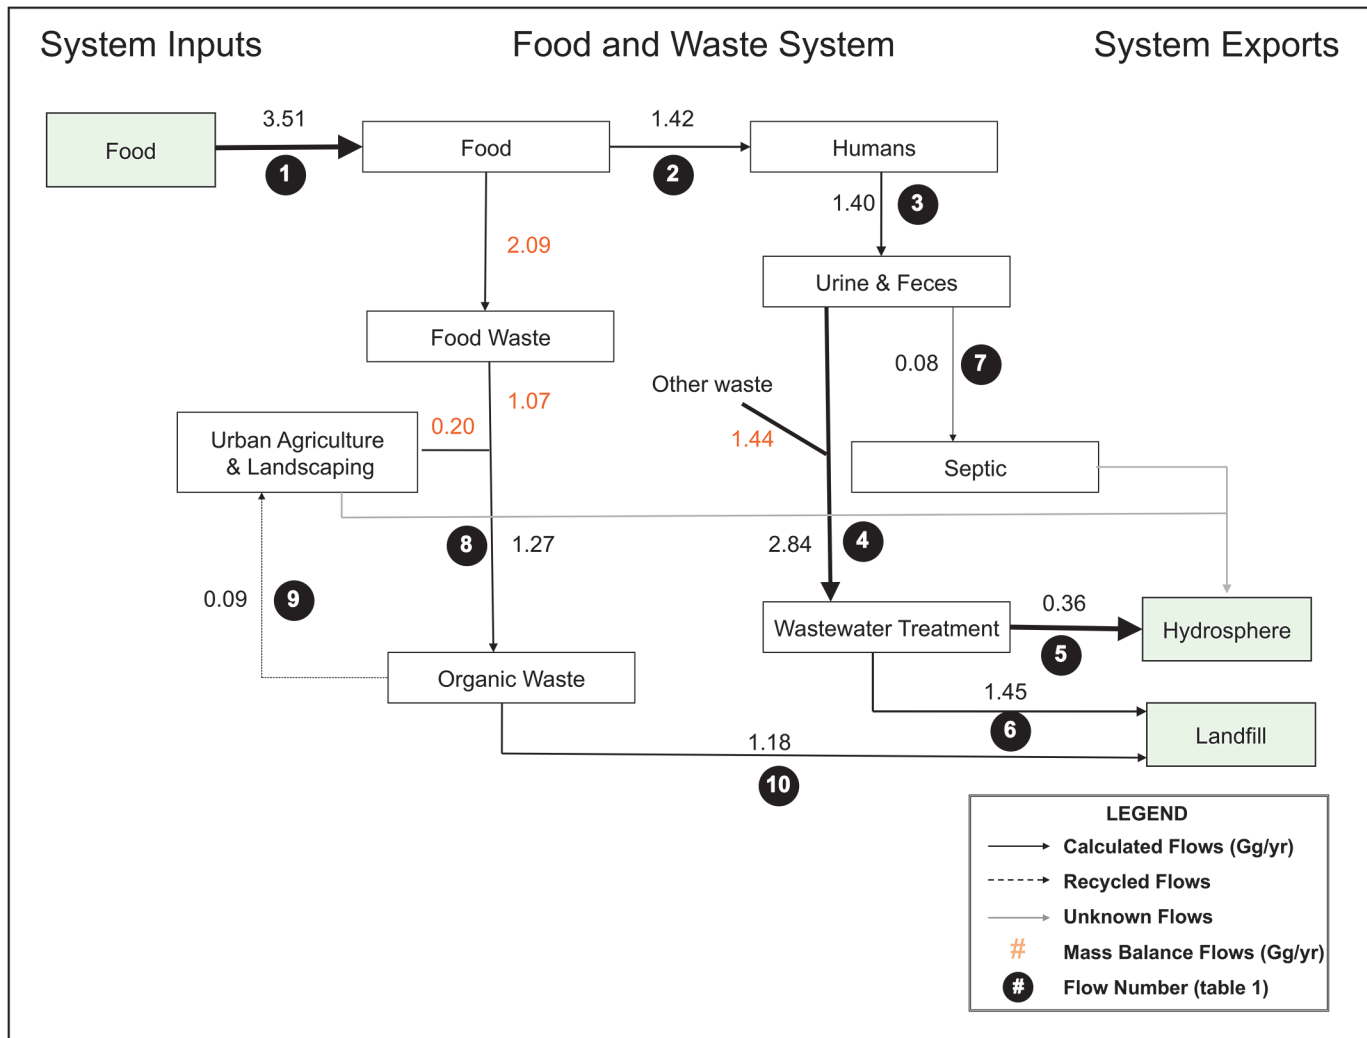 System Inputs
Food and Waste System
System Exports
3.51
1.42
Food
Food
Humans
1
2
1.40
3
2.09
Urine & Feces
Food Waste
0.08
7
Other waste
1.07
0.20
1.44
Urban Agriculture
& Landscaping
Septic
8
1.27
2.84
4
0.09
9
0.36
Wastewater Treatment
Hydrosphere
5
Organic Waste
1.45
6
Landfill
1.18
10
LEGEND
Calculated Flows (Gg/yr)
Recycled Flows
Unknown Flows
# Mass Balance Flows (Gg/yr)
# Flow Number (table 1)